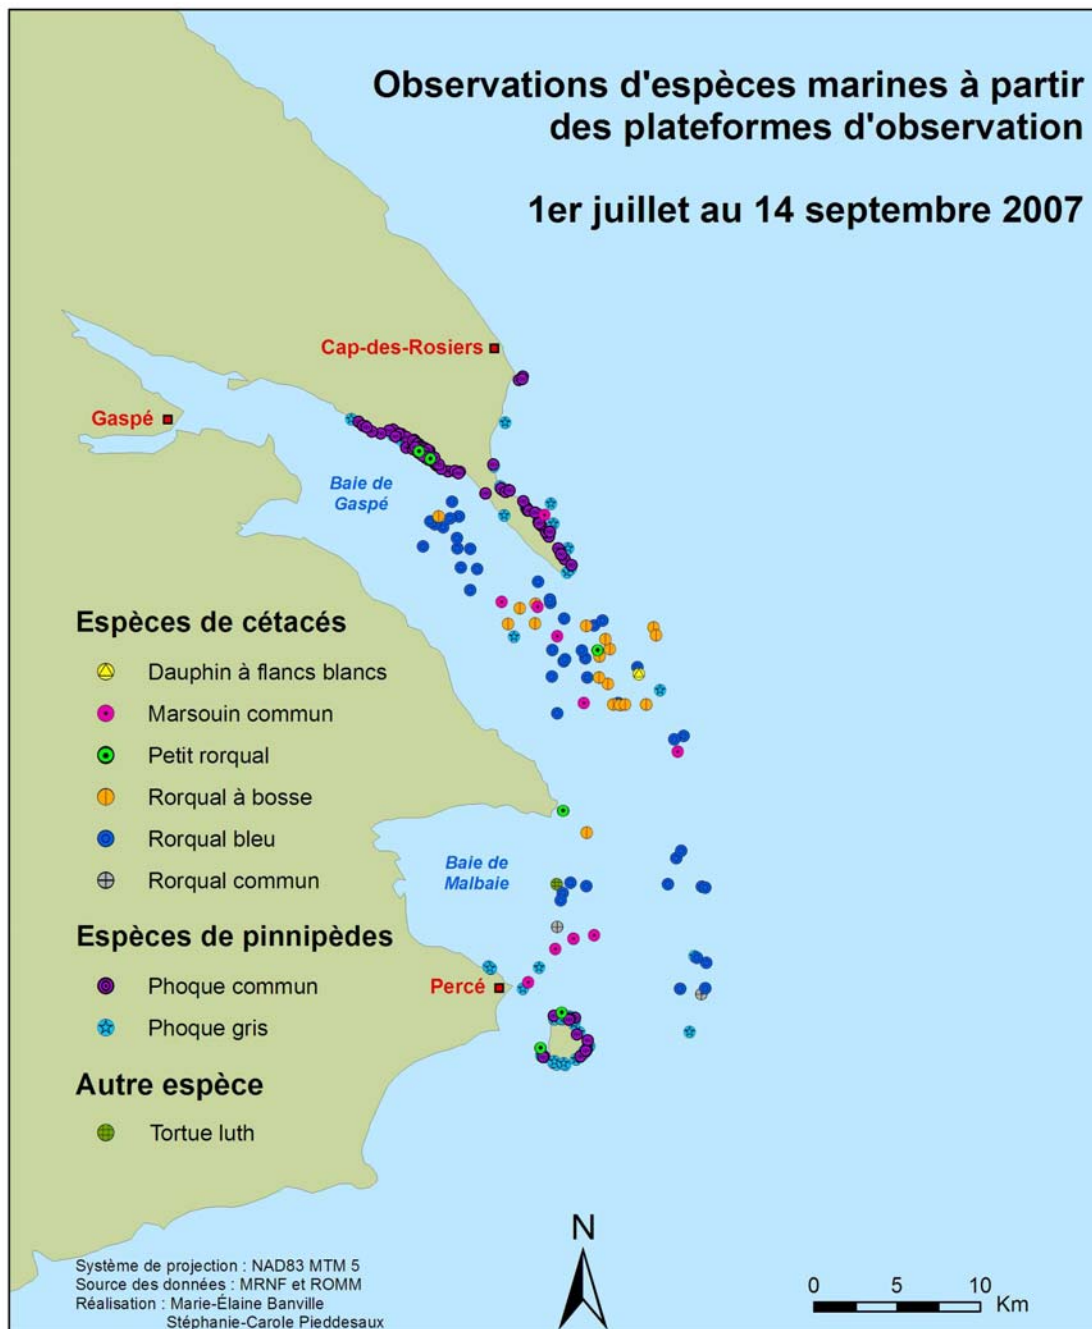 Observations d'espèces marines à partir
des plateformes d'observation
1er juillet au 14 septembre 2007
Cap-des-Rosiers
Gaspé
Baie de
Gaspé
Espèces de cétacés
Dauphin à flancs blancs
Marsouin commun
Petit rorqual
Rorqual à bosse
Rorqual bleu
Rorqual commun
Baie de
Malbaie
Espèces de pinnipèdes
Phoque commun
Phoque gris
Percé
Autre espèce
Tortue luth
N
Système de projection : NAD83 MTM 5
Source des données : MRNF et ROMM
Réalisation : Marie-Élaine Banville
Stéphanie-Carole Pieddesaux
0 5 10
Km